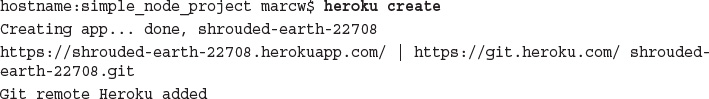 hostname:simple_node_project marcw$ heroku create
Creating app... done, shrouded-earth-22708
https://shrouded-earth-22708.herokuapp.com/ | https://git.heroku.com/ shrouded-
earth-22708.git
Git remote Heroku added